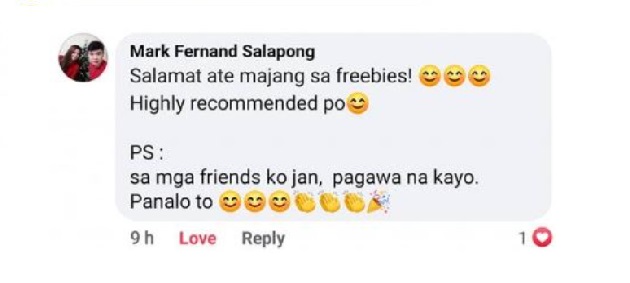 Mark Fernand Salapong
Salamat ate majang sa freebies! 😊😊😊
Highly recommended po😊
PS :
sa mga friends ko jan, pagawa na kayo.
Panalo to 😊😊😊👏👏👏🎉
9 h Love Reply 1